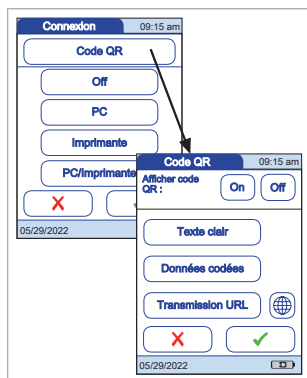 Connexion 09:15 am
Code QR
Off
PC
Imprimante
PC/Imprimante
05/29/2022
Code QR 09:15 am
Afficher code
QR : On Off
Texte clair
Données codées
Transmission URL
05/29/2022